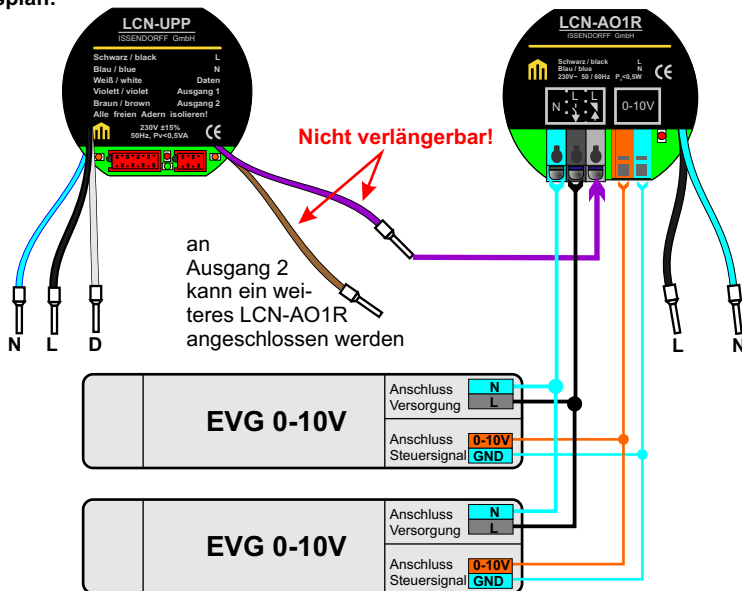 splan:
LCN-UPP
ISSENDORFF GmbH
Schwarz / black L
Blau / blue N
Weiß / white Daten
Violett / violet Ausgang 1
Braun / brown Ausgang 2
Alle freien Adern isolieren!
230V ±15%
50Hz, Pv<0,5VA
CE
LCN-AO1R
ISSENDORFF GmbH
Schwarz / black L
Blau / blue N
230V~ 50 / 60Hz Pv<0,5W
CE
N L L
0-10V
Nicht verlängerbar!
an
Ausgang 2
kann ein wei-
teres LCN-AO1R
angeschlossen werden
N L D
L N
EVG 0-10V
Anschluss
Versorgung
N
L
Anschluss
Steuersignal
0-10V
GND
EVG 0-10V
Anschluss
Versorgung
N
L
Anschluss
Steuersignal
0-10V
GND